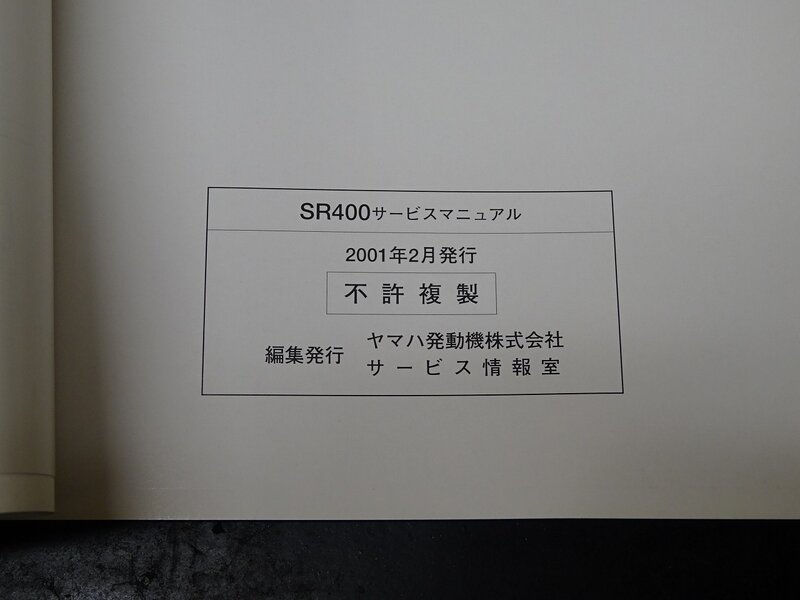 SR400サービスマニュアル
2001年2月発行
不許複製
編集発行 ヤマハ発動機株式会社
サービス情報室